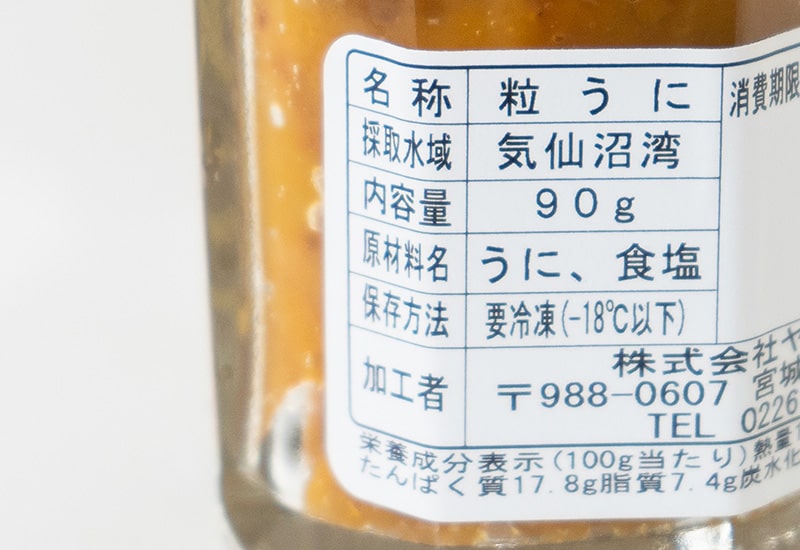 名称 粒うに 消費期限
採取水域 気仙沼湾
内容量 90g
原材料名 うに、食塩
保存方法 要冷凍(-18℃以下)
加工者 株式会社ヤ
〒988-0607 宮城
TEL 0226
栄養成分表示(100g当たり)熱量
たんぱく質17.8g脂質7.4g炭水化